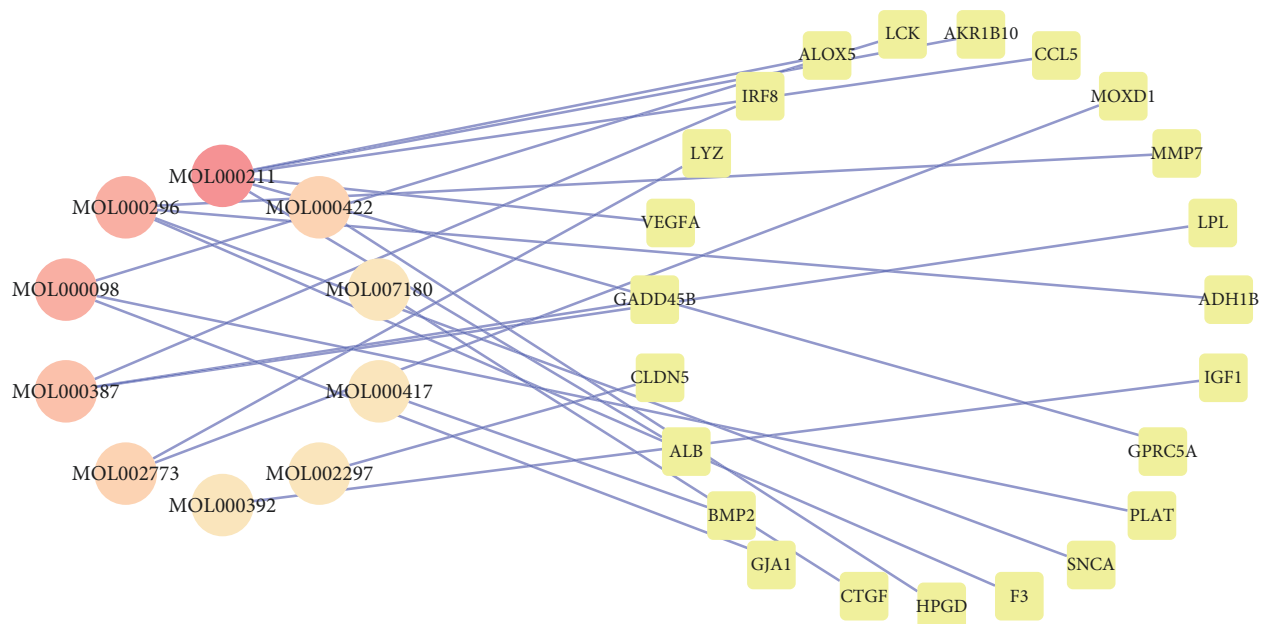 LCK
AKR1B10
ALOX5
CCL5
IRF8
MOXD1
LYZ
MMP7
MOL000211
MOL000296
MOL000422
VEGFA
LPL
MOL000098
MOL007180
GADD45B
ADH1B
MOL000387
MOL000417
CLDN5
IGF1
ALB
GPRC5A
MOL002773
MOL002297
MOL000392
BMP2
PLAT
GJA1
SNCA
CTGF
HPGD
F3